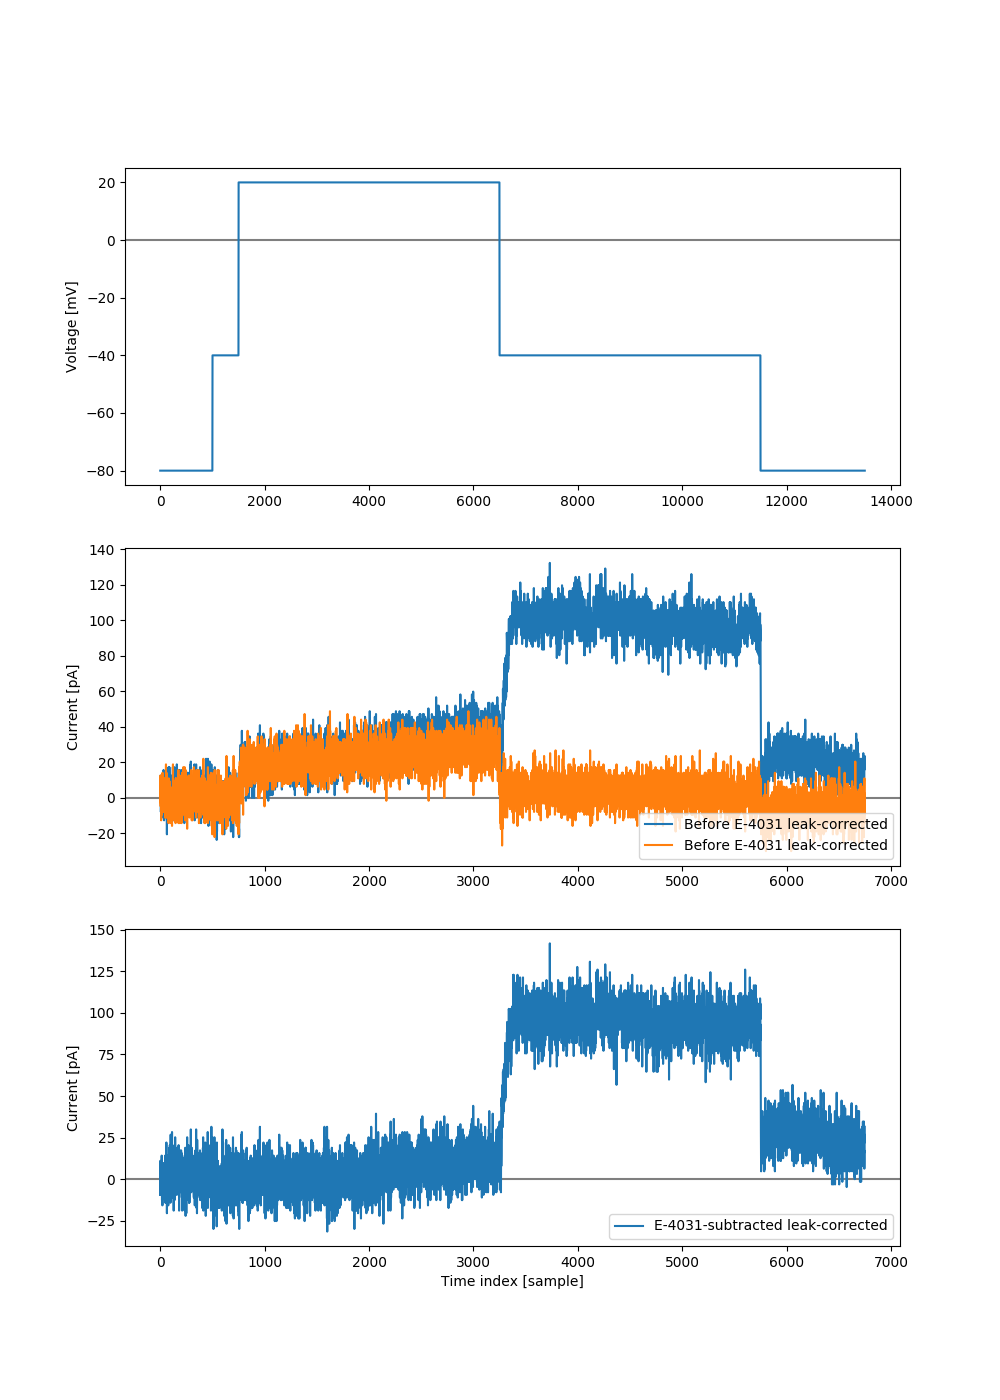 20
0
−20
−40
−60
−80
Voltage [mV]
0 2000 4000 6000 8000 10000 12000 14000
140
120
100
80
60
40
20
0
−20
Current [pA]
Before E-4031 leak-corrected
Before E-4031 leak-corrected
0 1000 2000 3000 4000 5000 6000 7000
150
125
100
75
50
25
0
−25
Current [pA]
E-4031-subtracted leak-corrected
0 1000 2000 3000 4000 5000 6000 7000
Time index [sample]